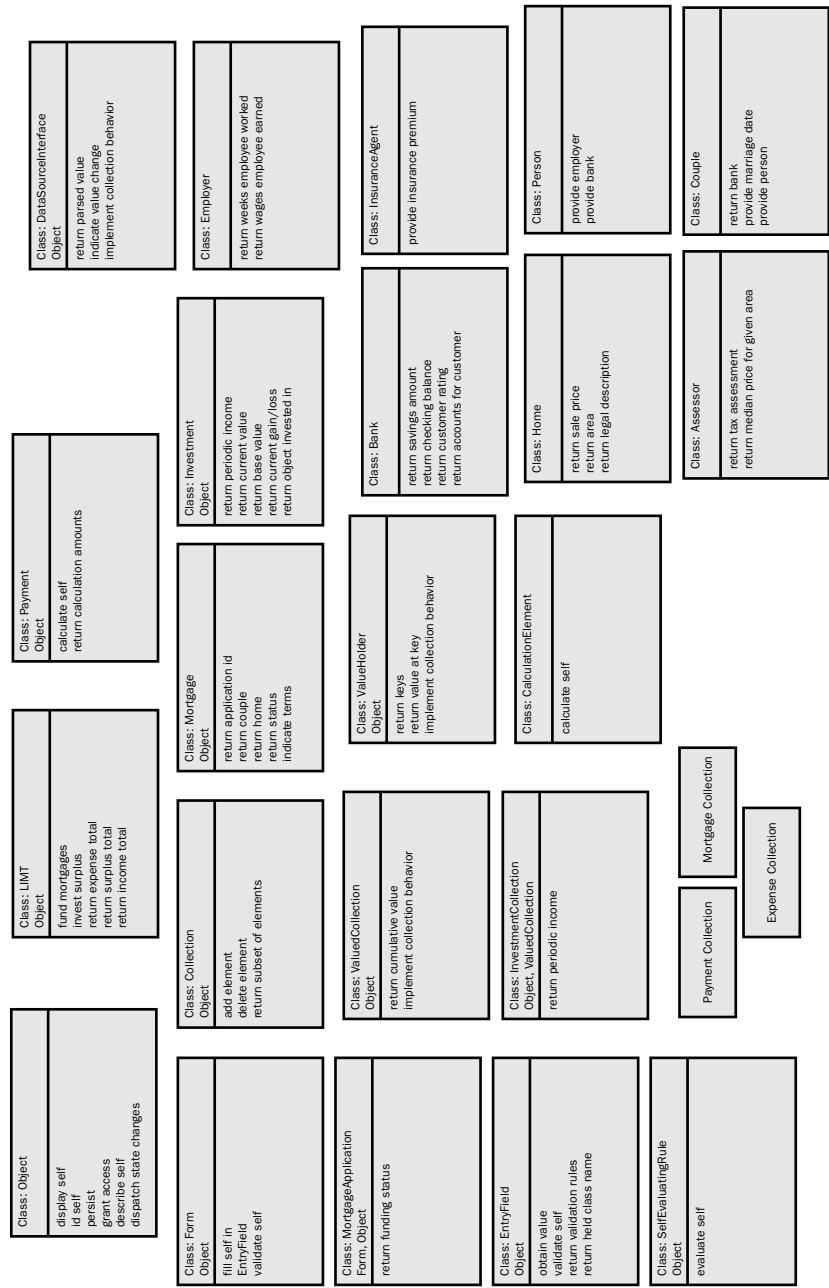 Class: Object
display self
id self
persist
grant access
describe self
dispatch state changes
Class: LIMT
Object
fund mortgages
invest surplus
return expense total
return surplus total
return income total
Class: Payment
Object
calculate self
return calculation amounts
Class: DataSourceInterface
Object
return parsed value
indicate value change
implement collection behavior
Class: Form
Object
fill self in
EntryField
validate self
Class: Collection
Object
add element
delete element
return subset of elements
Class: Mortgage
Object
return application id
return couple
return home
return status
indicate terms
Class: Investment
Object
return periodic income
return current value
return base value
return current gain/loss
return object invested in
Class: Employer
return weeks employee worked
return wages employee earned
Class: MortgageApplication
Form, Object
return funding status
Class: ValuedCollection
Object
return cumulative value
implement collection behavior
Class: ValueHolder
Object
return keys
return value at key
implement collection behavior
Class: Bank
return savings amount
return checking balance
return customer rating
return accounts for customer
Class: InsuranceAgent
provide insurance premium
Class: EntryField
Object
obtain value
validate self
return validation rules
return held class name
Class: InvestmentCollection
Object, ValuedCollection
return periodic income
Class: CalculationElement
calculate self
Class: Home
return sale price
return area
return legal description
Class: Person
provide employer
provide bank
Class: SelfEvaluatingRule
Object
evaluate self
Payment Collection
Mortgage Collection
Expense Collection
Class: Assessor
return tax assessment
return median price for given area
Class: Couple
return bank
provide marriage date
provide person